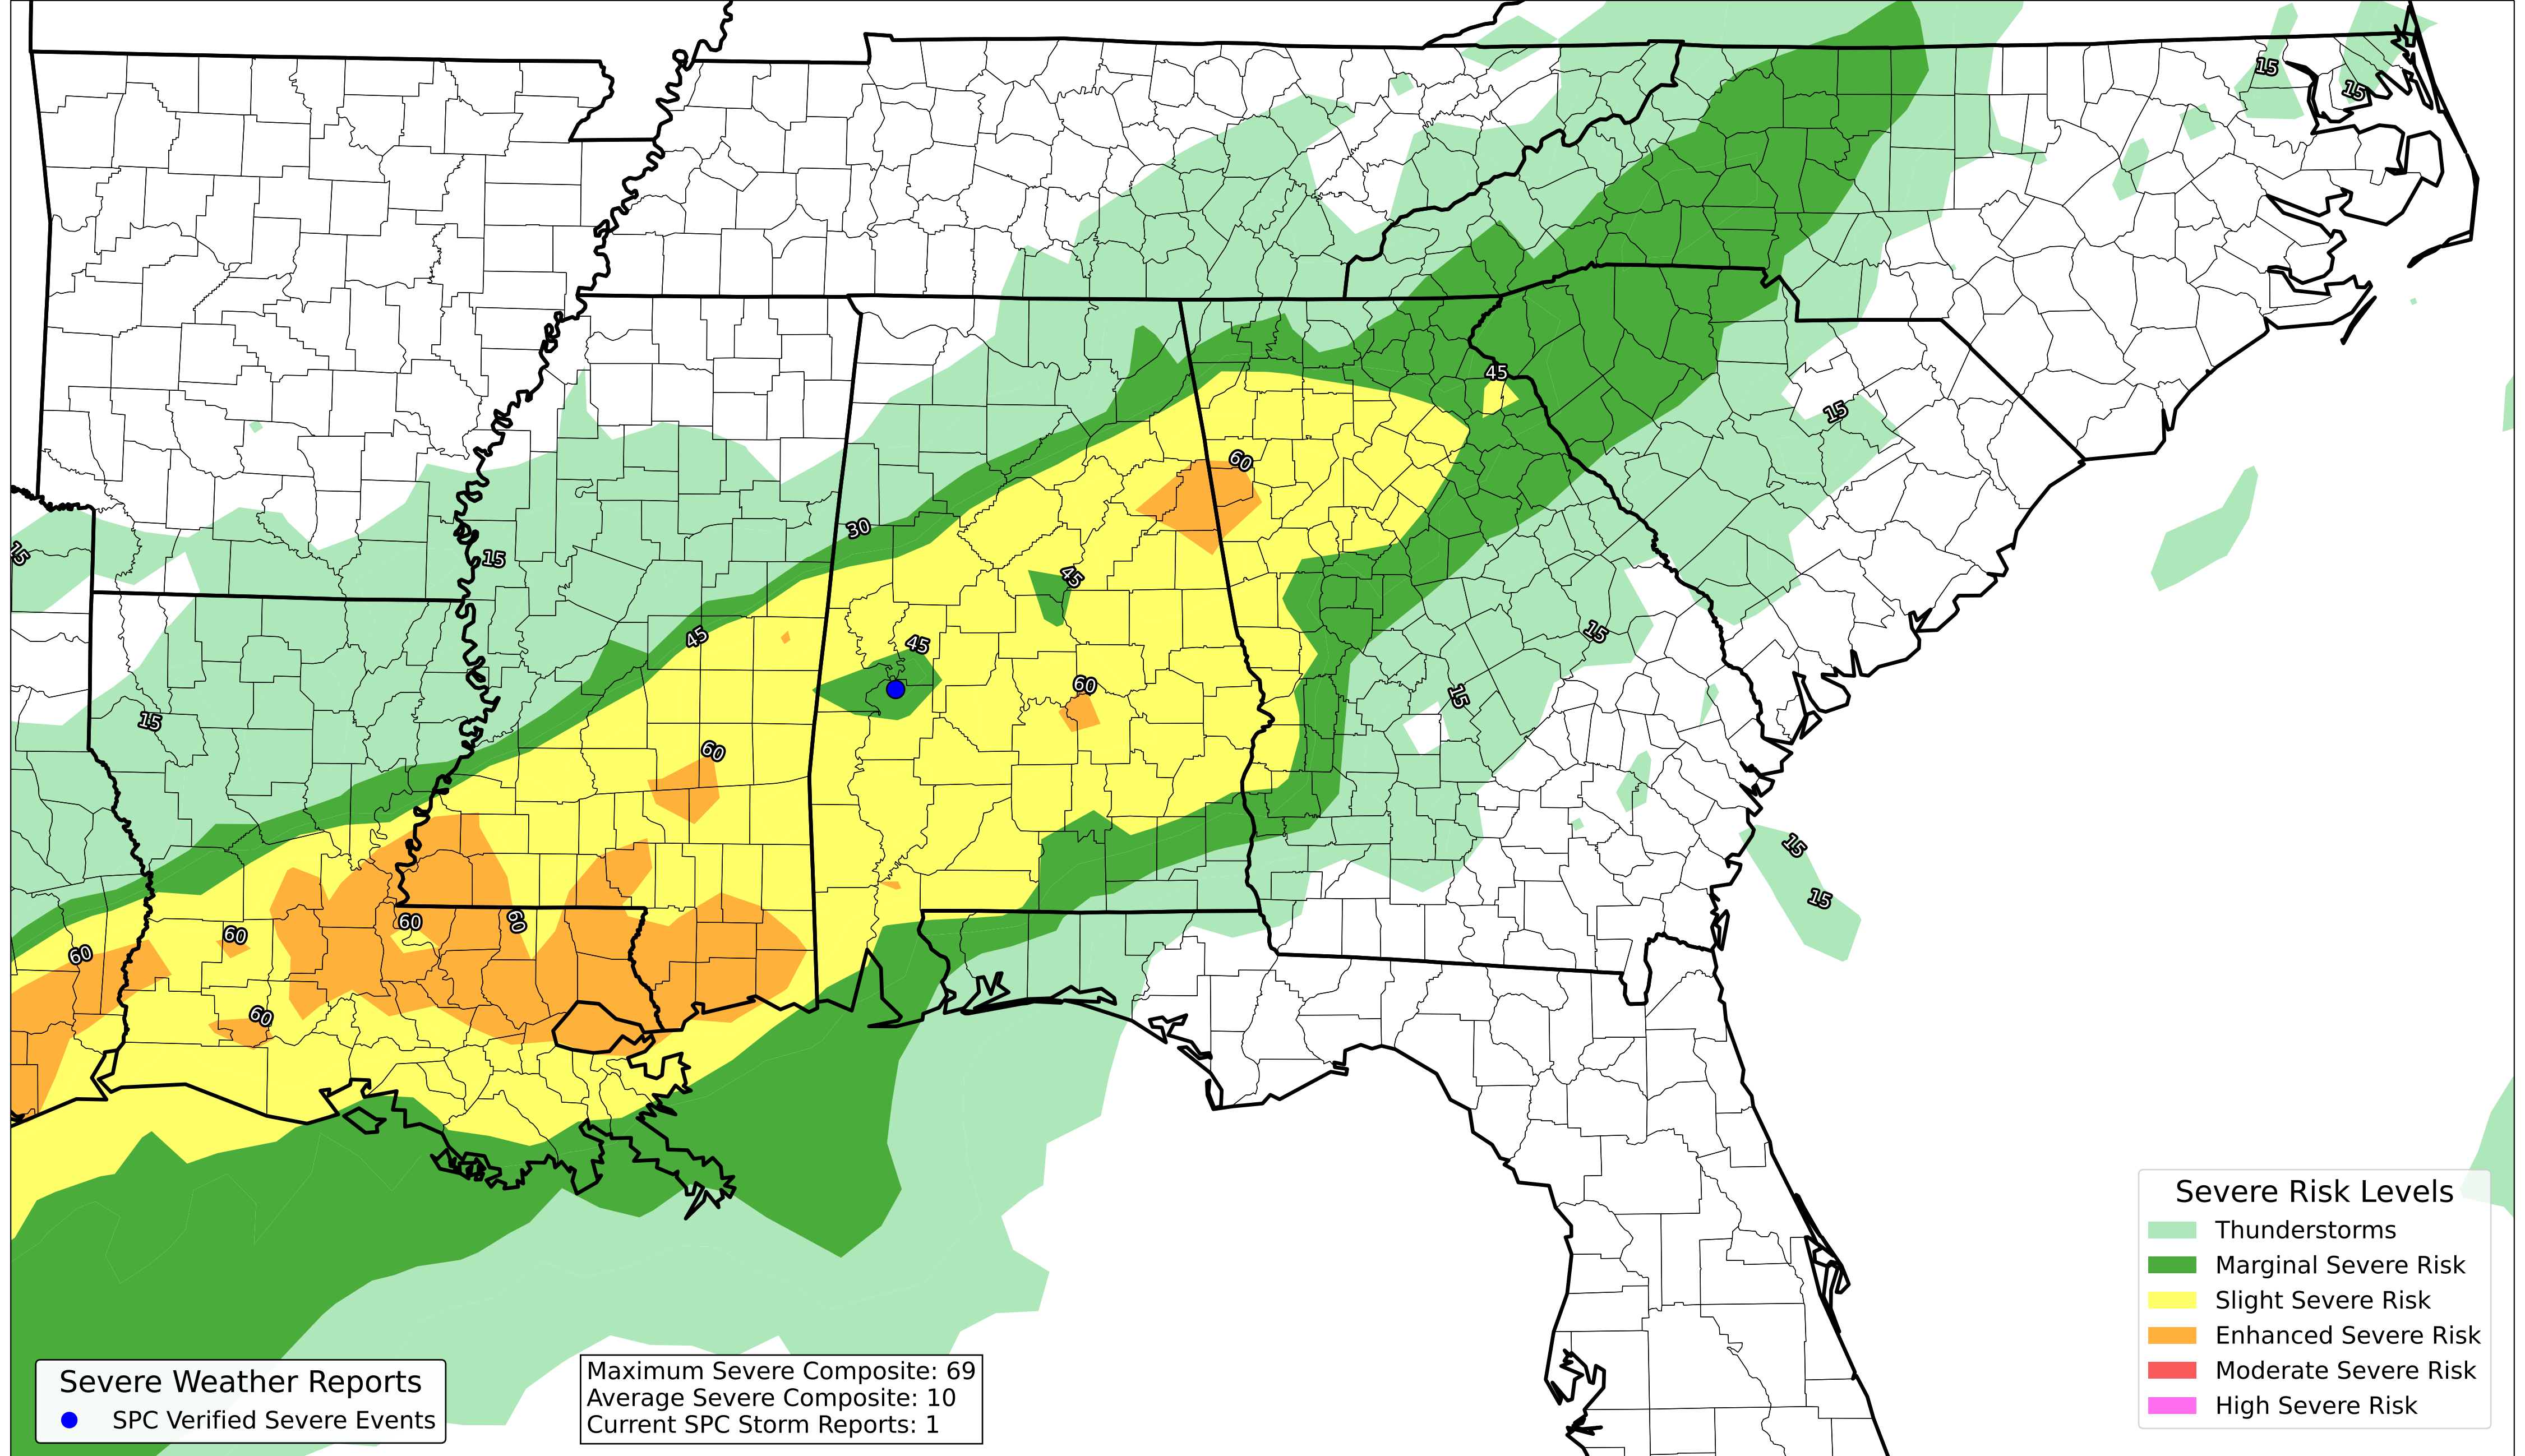 15
15
45
15
60
30
15
15
45
15
45
45
60
15
15
60
15
15
60
60
60
60
60
Severe Risk Levels
Thunderstorms
Marginal Severe Risk
Slight Severe Risk
Enhanced Severe Risk
Moderate Severe Risk
High Severe Risk
Severe Weather Reports
SPC Verified Severe Events
Maximum Severe Composite: 69
Average Severe Composite: 10
Current SPC Storm Reports: 1